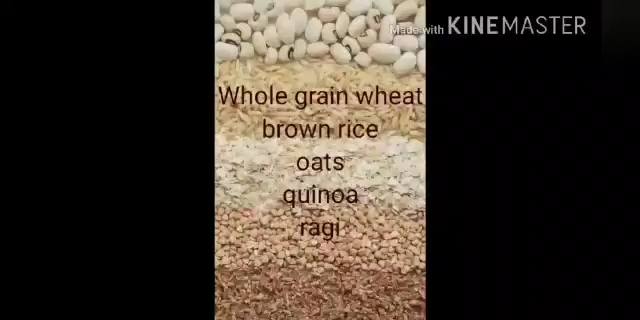 Made with KINEMASTER
Whole grain wheat
brown rice
oats
quinoa
ragi